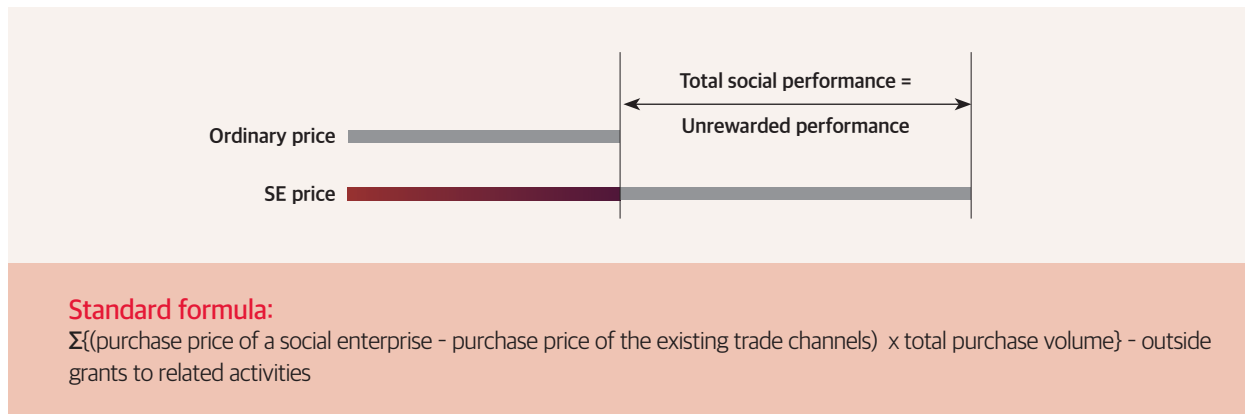 Total social performance =
Unrewarded performance
Ordinary price
SE price
Standard formula:
Σ{(purchase price of a social enterprise - purchase price of the existing trade channels) x total purchase volume} - outside
grants to related activities